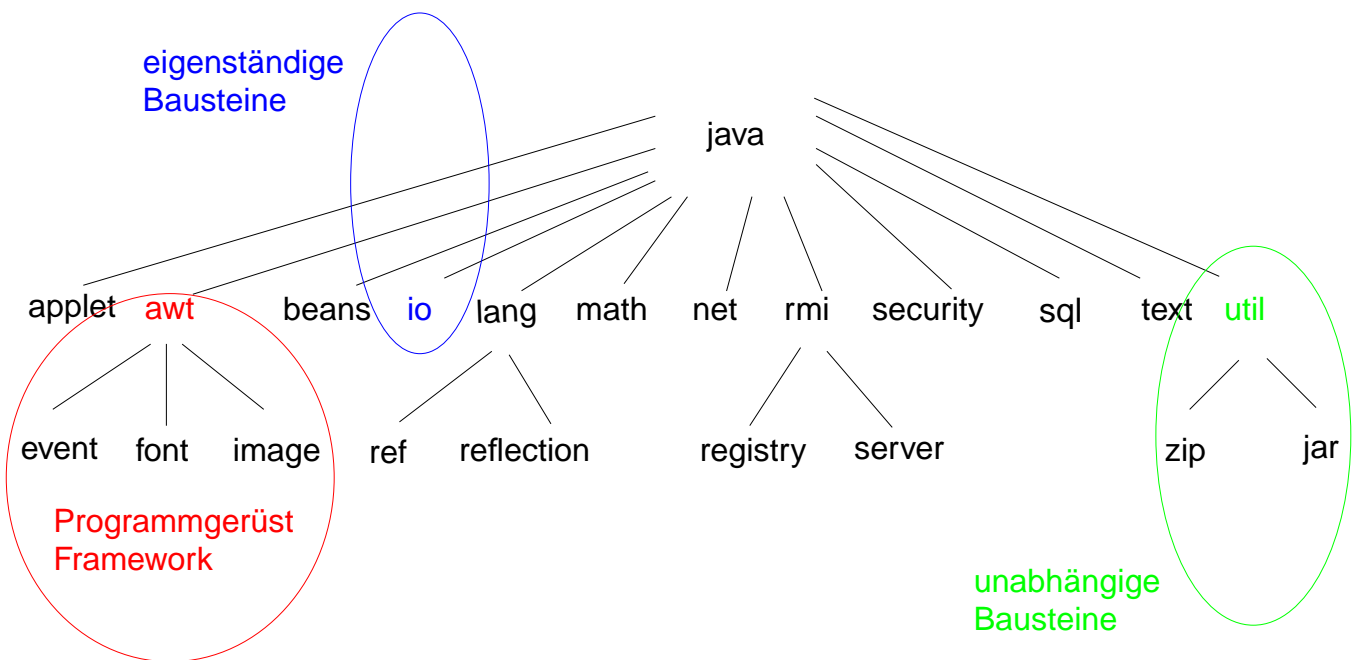 eigenständige
Bausteine
java
applet awt beans io lang math net rmi security sql text util
event font image ref reflection registry server zip jar
Programmgerüst
Framework
unabhängige
Bausteine